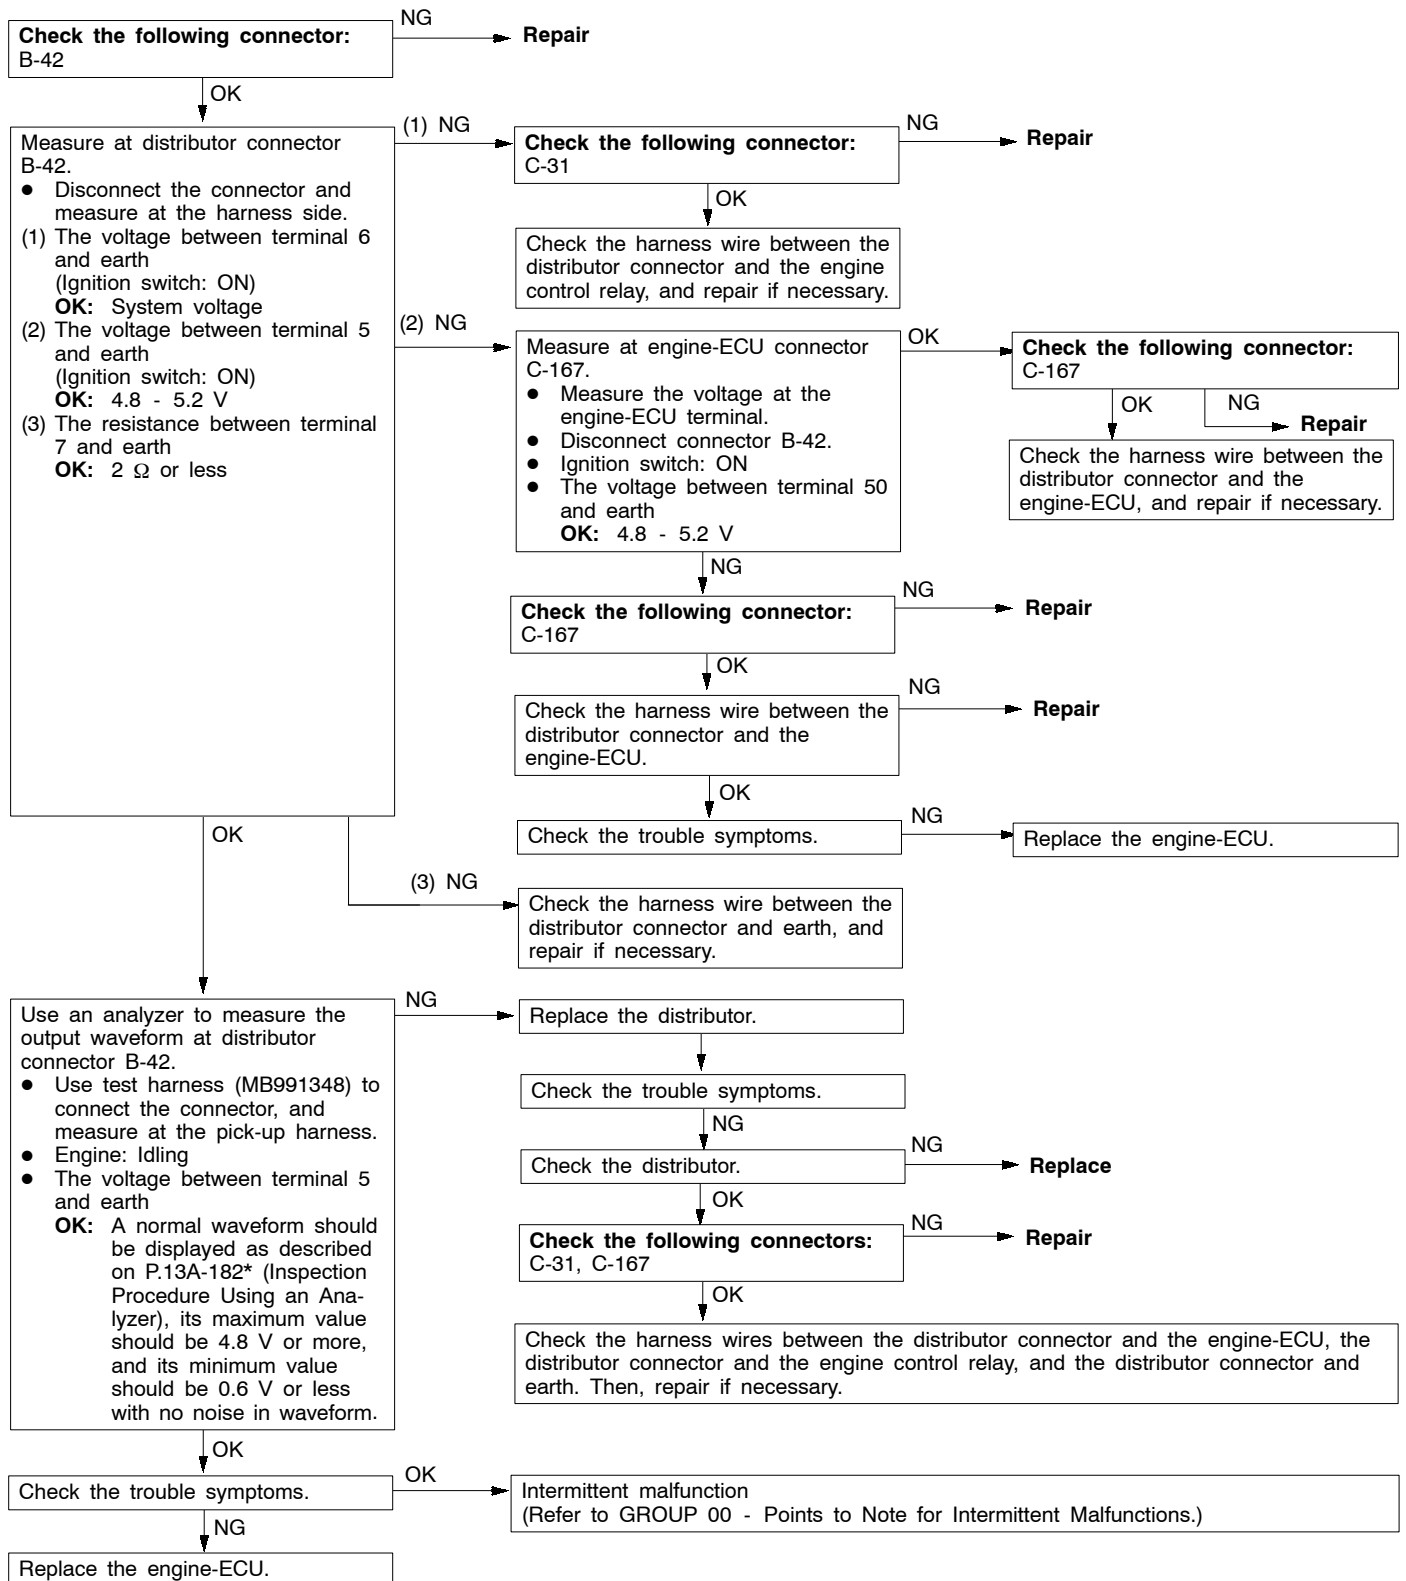 Check the following connector:
B-42
NG
Repair
OK
Measure at distributor connector
B-42.
● Disconnect the connector and
measure at the harness side.
(1) The voltage between terminal 6
and earth
(Ignition switch: ON)
OK: System voltage
(2) The voltage between terminal 5
and earth
(Ignition switch: ON)
OK: 4.8 - 5.2 V
(3) The resistance between terminal
7 and earth
OK: 2 Ω or less
(1) NG
Check the following connector:
C-31
NG
Repair
OK
Check the harness wire between the
distributor connector and the engine
control relay, and repair if necessary.
(2) NG
Measure at engine-ECU connector
C-167.
● Measure the voltage at the
engine-ECU terminal.
● Disconnect connector B-42.
● Ignition switch: ON
● The voltage between terminal 50
and earth
OK: 4.8 - 5.2 V
OK
Check the following connector:
C-167
OK
NG
Repair
Check the harness wire between the
distributor connector and the
engine-ECU, and repair if necessary.
NG
Check the following connector:
C-167
NG
Repair
OK
Check the harness wire between the
distributor connector and the
engine-ECU.
NG
Repair
OK
Check the trouble symptoms.
NG
Replace the engine-ECU.
OK
(3) NG
Check the harness wire between the
distributor connector and earth, and
repair if necessary.
Use an analyzer to measure the
output waveform at distributor
connector B-42.
● Use test harness (MB991348) to
connect the connector, and
measure at the pick-up harness.
● Engine: Idling
● The voltage between terminal 5
and earth
OK: A normal waveform should
be displayed as described
on P.13A-182* (Inspection
Procedure Using an Ana-
lyzer), its maximum value
should be 4.8 V or more,
and its minimum value
should be 0.6 V or less
with no noise in waveform.
NG
Replace the distributor.
Check the trouble symptoms.
NG
Check the distributor.
NG
Replace
OK
Check the following connectors:
C-31, C-167
NG
Repair
OK
Check the harness wires between the distributor connector and the engine-ECU, the
distributor connector and the engine control relay, and the distributor connector and
earth. Then, repair if necessary.
OK
Check the trouble symptoms.
OK
Intermittent malfunction
(Refer to GROUP 00 - Points to Note for Intermittent Malfunctions.)
NG
Replace the engine-ECU.